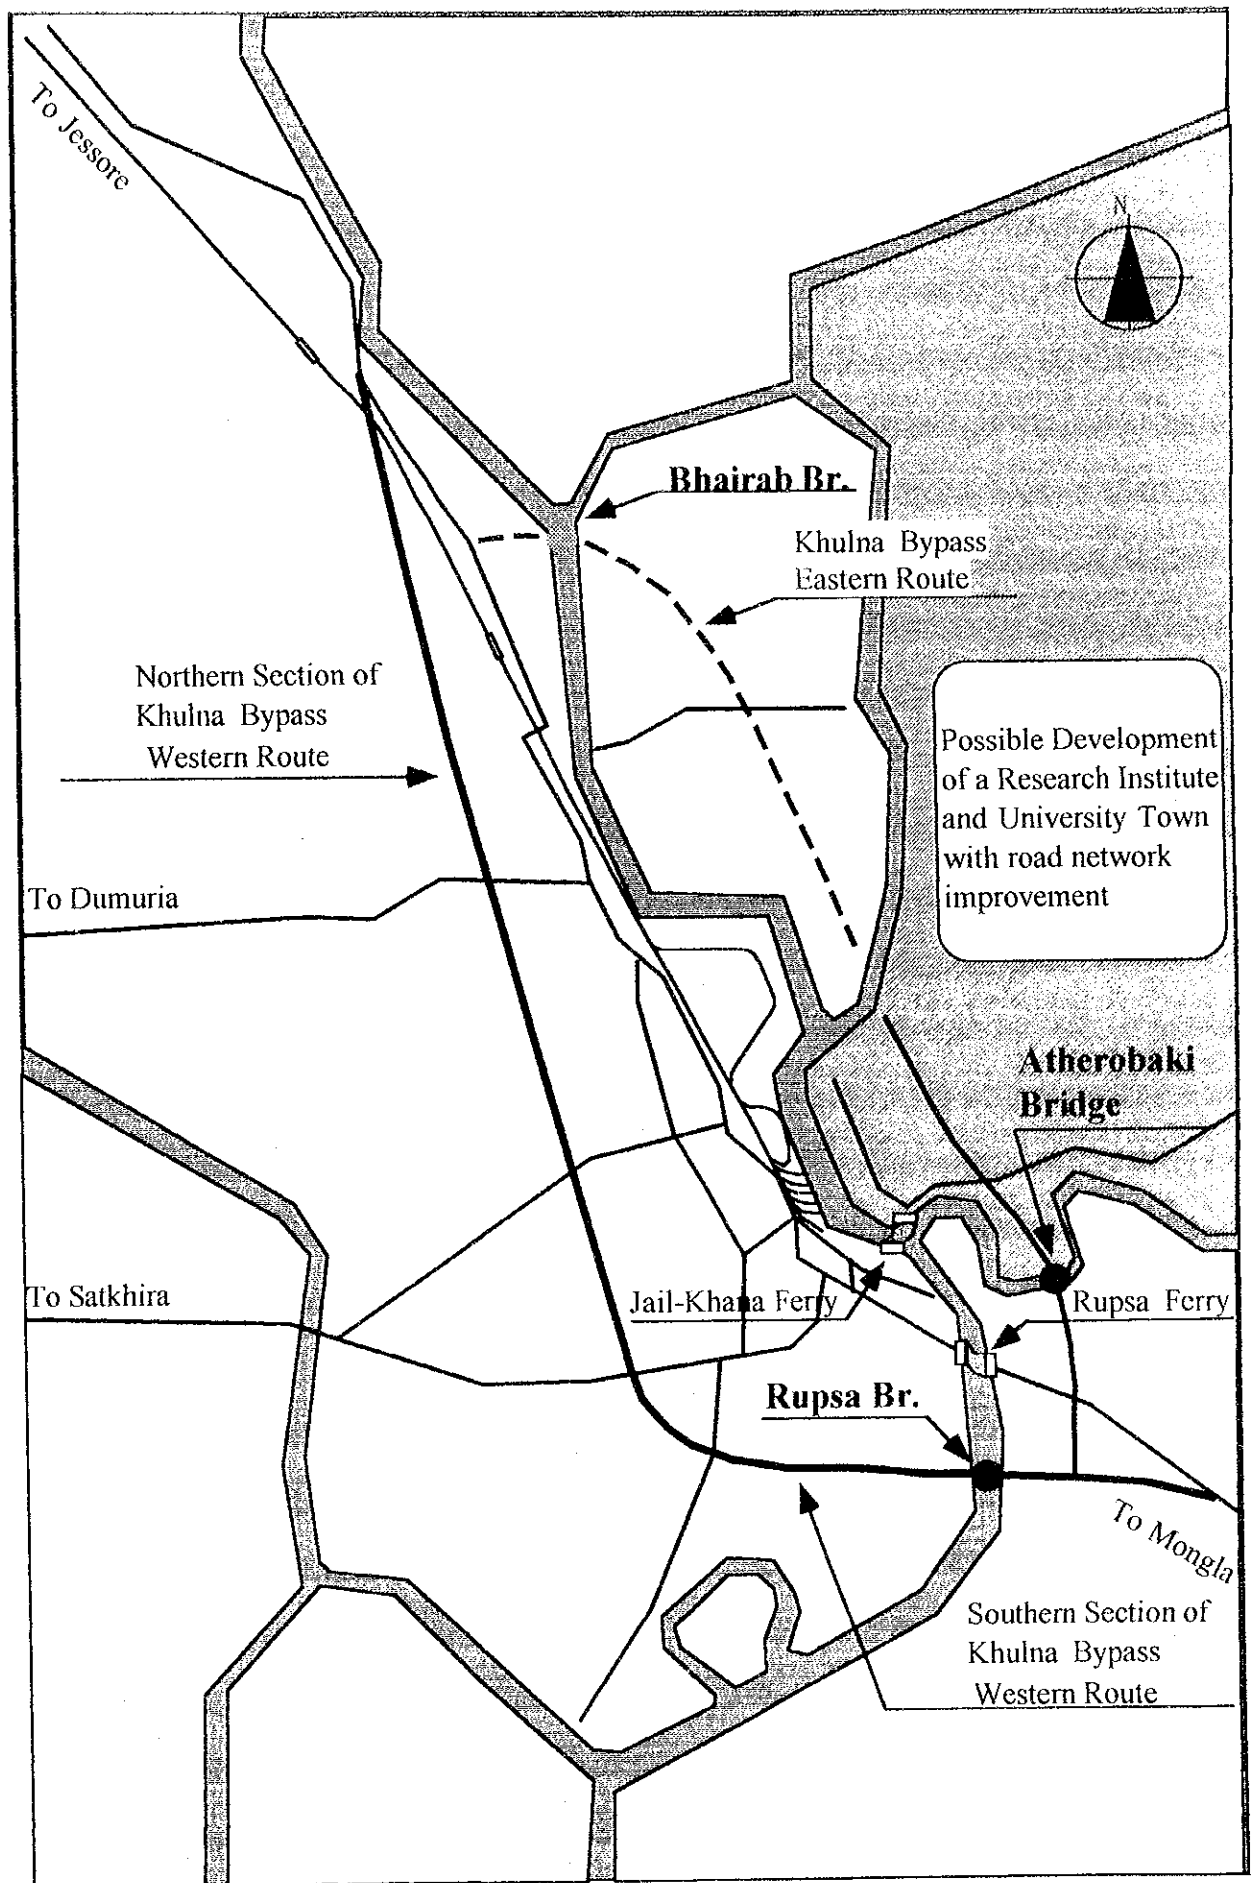 To Jessore
N
Bhairab Br.
Khulna Bypass
Eastern Route
Northern Section of
Khulna Bypass
Western Route
Possible Development
of a Research Institute
and University Town
with road network
improvement
To Dumuria
Atherobaki
Bridge
To Satkhira
Jail-Khana Ferry
Rupsa Ferry
Rupsa Br.
To Mongla
Southern Section of
Khulna Bypass
Western Route